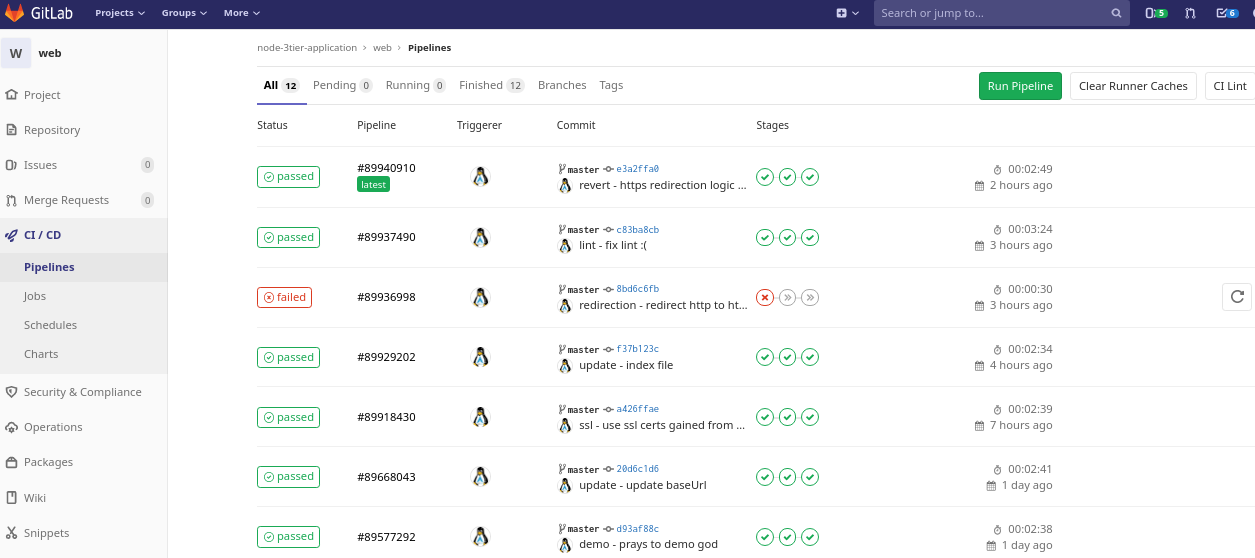 GitLab Projects Groups More Search or jump to... 5 6
W web
Project
Repository
Issues 0
Merge Requests 0
CI / CD
Pipelines
Jobs
Schedules
Charts
Security & Compliance
Operations
Packages
Wiki
Snippets
node-3tier-application > web > Pipelines
All 12 Pending 0 Running 0 Finished 12 Branches Tags Run Pipeline Clear Runner Caches CI Lint
Status Pipeline Triggerer Commit Stages
passed #89940910 latest master e3a2ffa0 00:02:49
revert - https redirection logic ... 2 hours ago
passed #89937490 master c83ba8cb 00:03:24
lint - fix lint :( 3 hours ago
failed #89936998 master 8bd6c6fb 00:00:30
redirection - redirect http to ht... 3 hours ago
passed #89929202 master f37b123c 00:02:34
update - index file 4 hours ago
passed #89918430 master a426ffae 00:02:39
ssl - use ssl certs gained from ... 7 hours ago
passed #89668043 master 20d6c1d6 00:02:41
update - update baseUrl 1 day ago
passed #89577292 master d93af88c 00:02:38
demo - prays to demo god 1 day ago